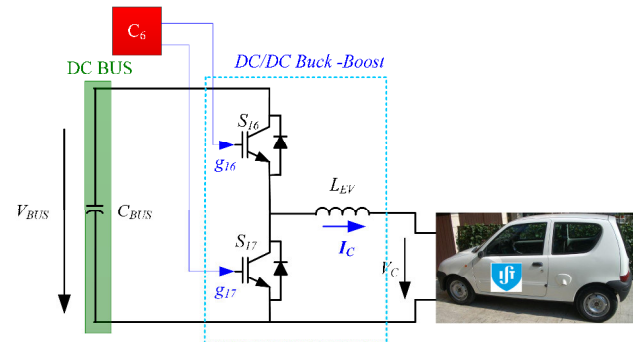 C6
DC BUS
DC/DC Buck -Boost
S16
g16
LEV
VBUS
CBUS
IC
S17
VC
g17